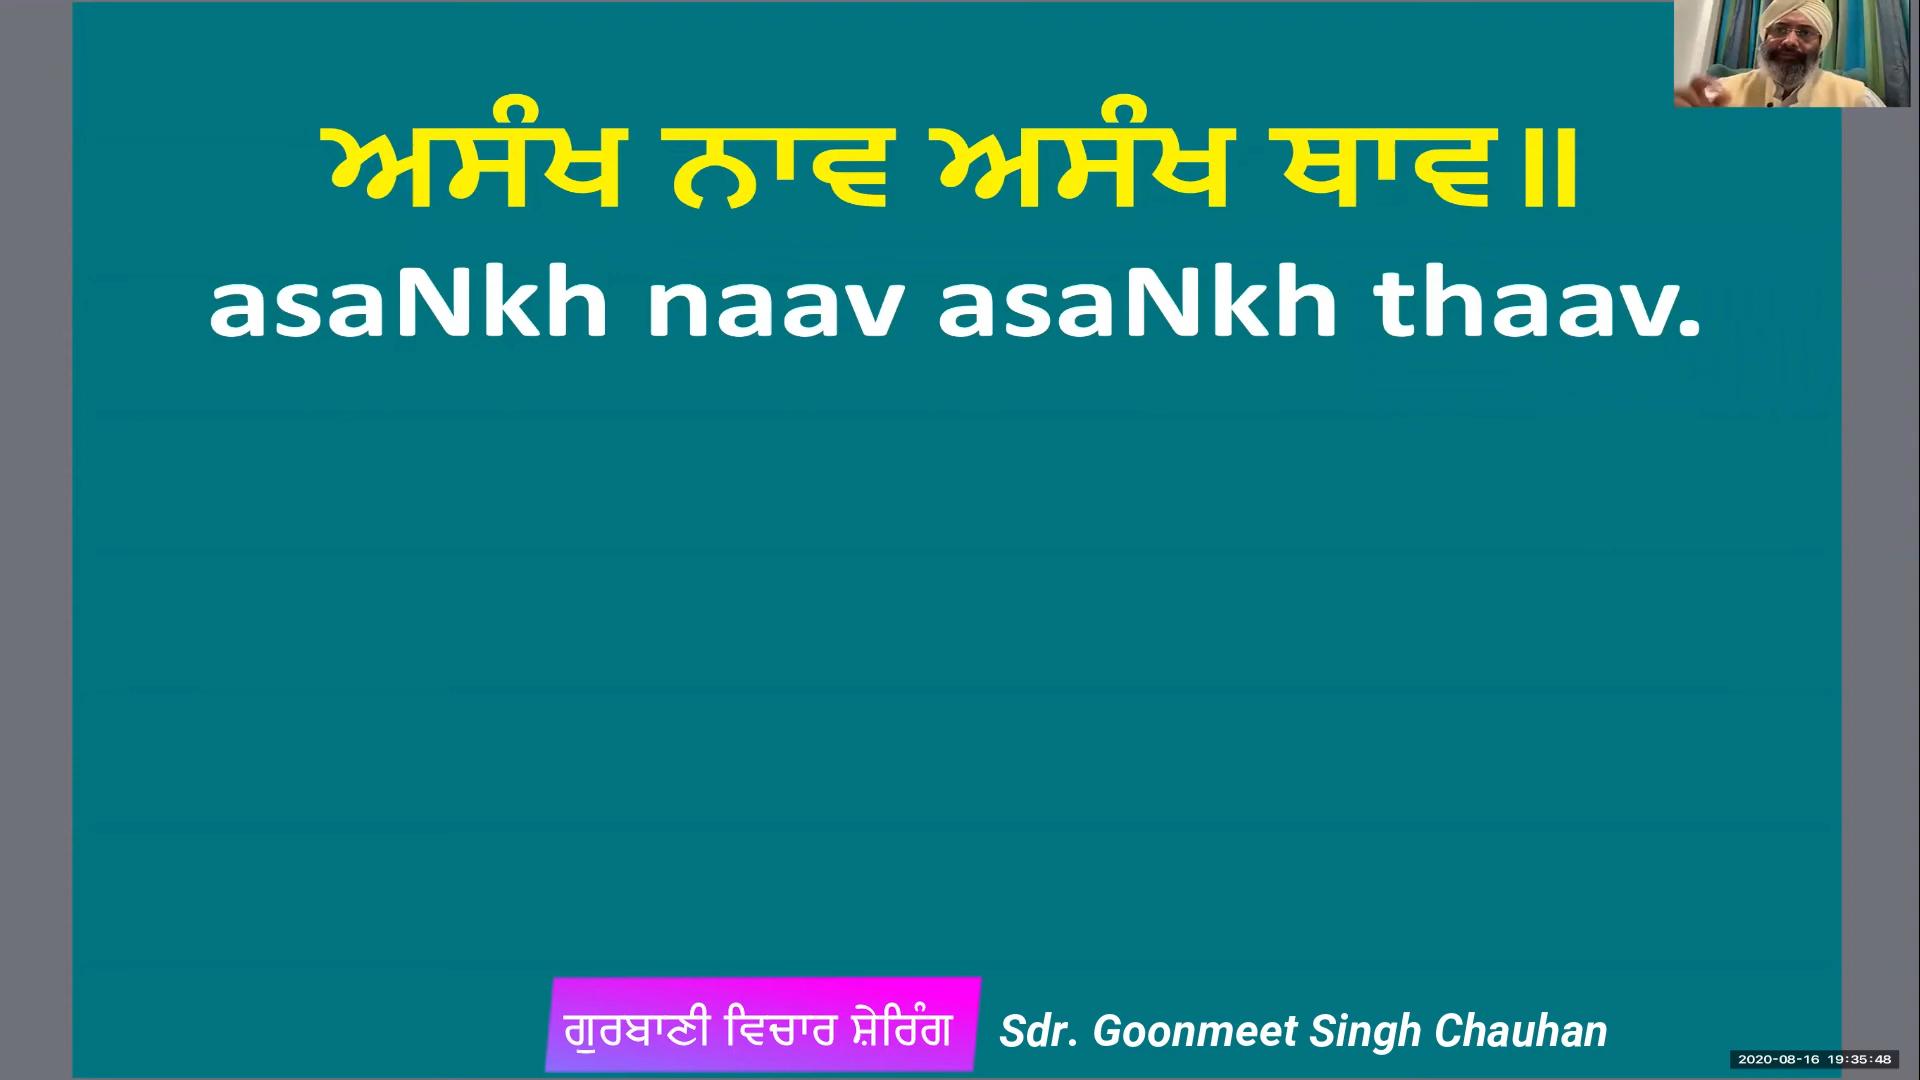 ਅਸੰਖ ਨਾਵ ਅਸੰਖ ਥਾਵ॥
asaNkh naav asaNkh thaav.
ਗੁਰਬਾਣੀ ਵਿਚਾਰ ਸ਼ੇਰਿੰਗ
Sdr. Goonmeet Singh Chauhan
2020-08-16 19:35:48